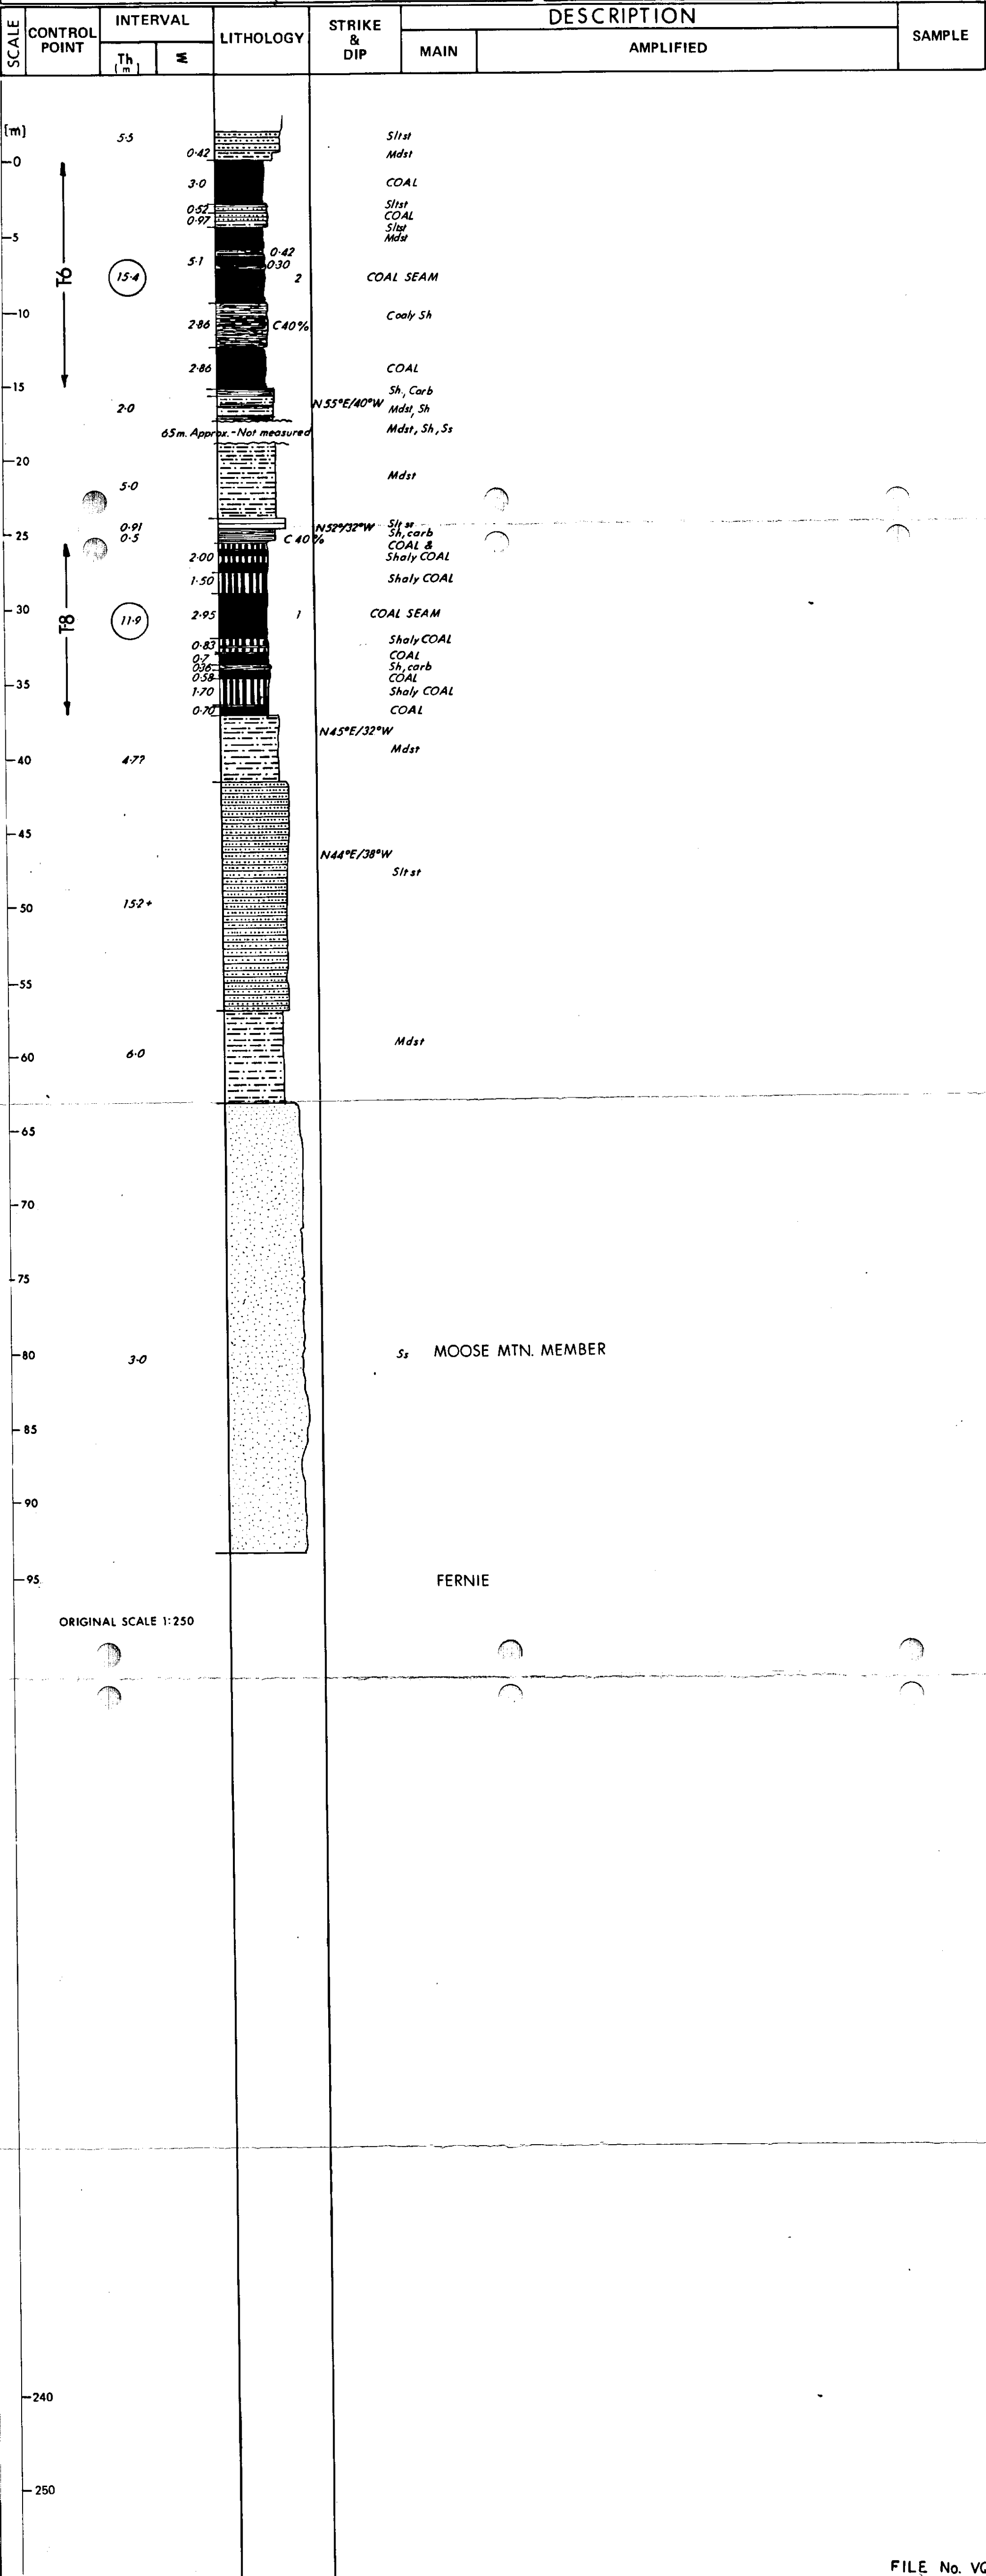 SCALE CONTROL POINT INTERVAL LITHOLOGY STRIKE & DIP DESCRIPTION SAMPLE
Th (m) M MAIN AMPLIFIED
[m] 5·5 Sltst
0·42 Mdst
0
3·0 COAL
0·52 Sltst
COAL
0·97 Sltst
5 Mdst
0·42
5·1 0·30
T-6 15·4 2 COAL SEAM
10 Coaly Sh
2·86 C 40%
2·86 COAL
15 Sh, Carb
2·0 N55°E/40°W Mdst, Sh
65m. Approx.-Not measured Mdst, Sh, Ss
20
5·0 Mdst
0·91 N52°/32°W Slt st
25 0·5 C 40% Sh, carb
COAL &
2·00 Shaly COAL
1·50 Shaly COAL
30 T-8 11·9 2·95 1 COAL SEAM
0·83 Shaly COAL
0·7 COAL
0·36 Sh, carb
0·58 COAL
35 1·70 Shaly COAL
0·70 COAL
N45°E/32°W
Mdst
40 4·7?
45
N44°E/38°W
Slt st
50 15·2+
55
Mdst
60 6·0
65
70
75
80 3·0 Ss MOOSE MTN. MEMBER
85
90
95 FERNIE
ORIGINAL SCALE 1:250
240
250
FILE No. VG